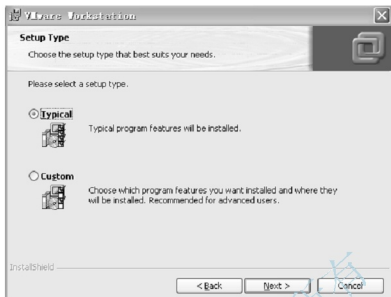 VMware Workstation
Setup Type
Choose the setup type that best suits your needs.
Please select a setup type.
Typical
Typical program features will be installed.
Custom
Choose which program features you want installed and where they
will be installed. Recommended for advanced users.
InstallShield
< Back
Next >
Cancel